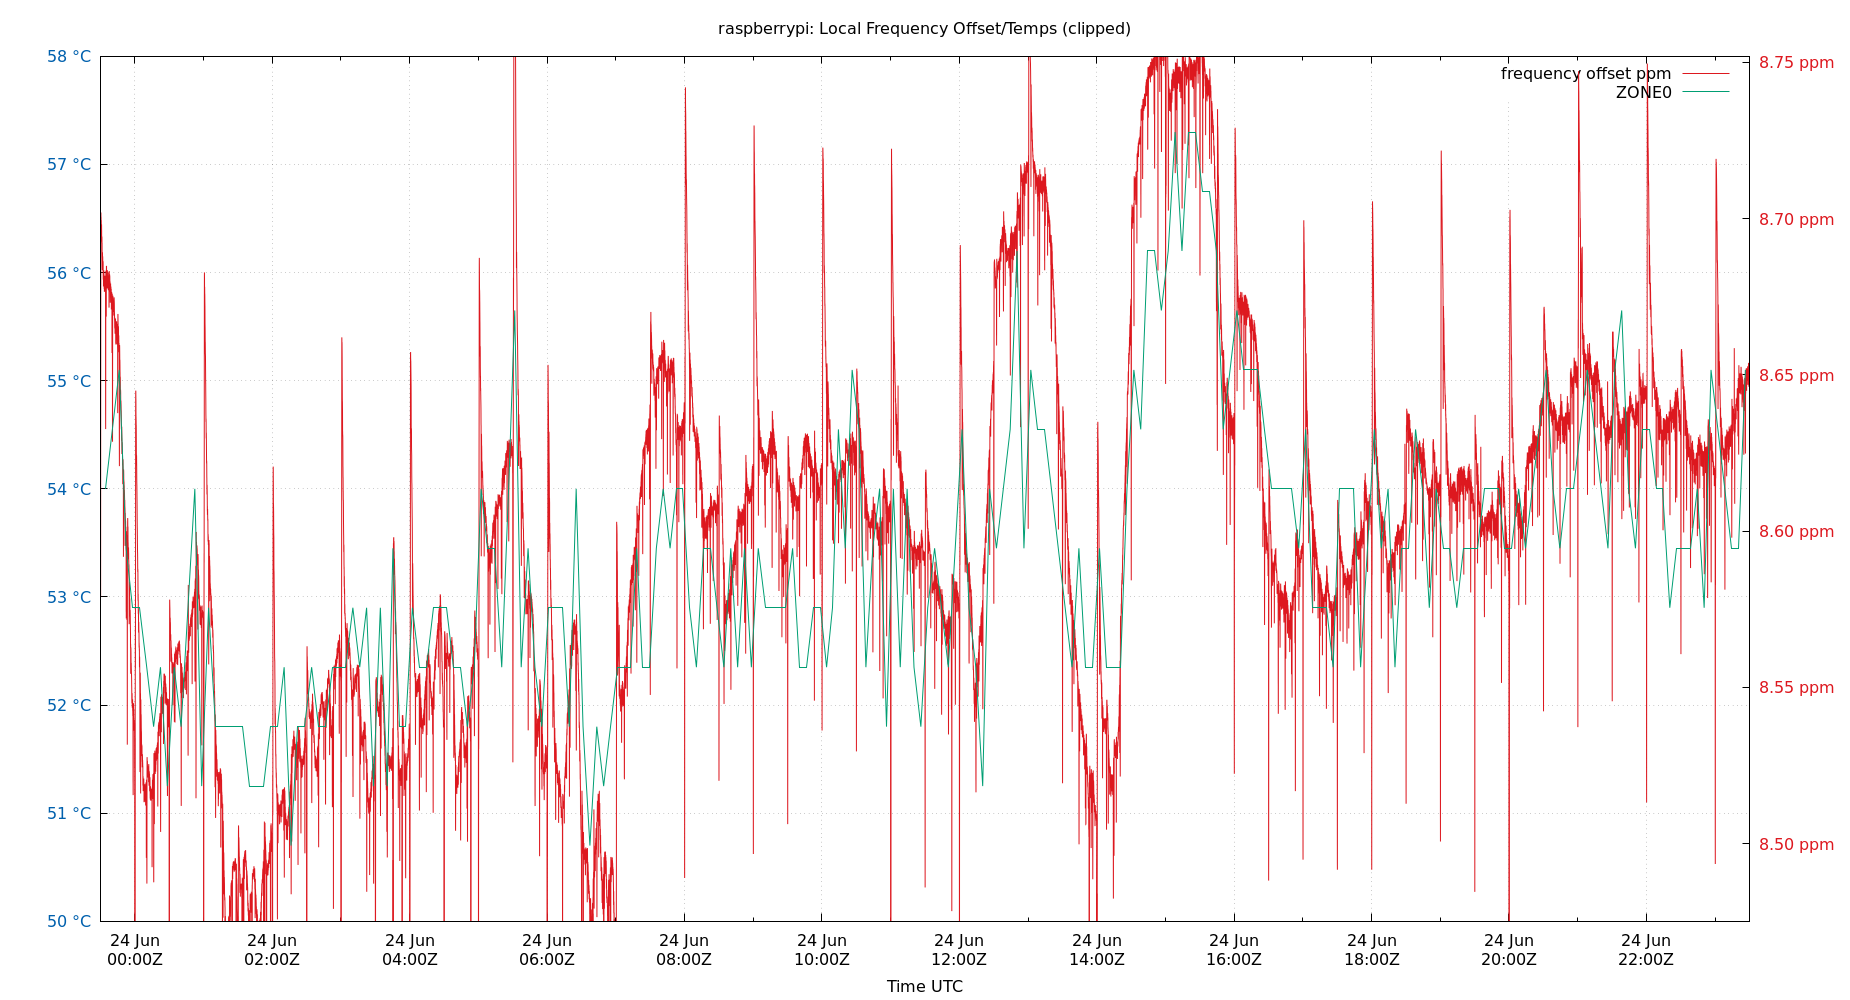 raspberrypi: Local Frequency Offset/Temps (clipped)
frequency offset ppm
ZONE0
58 °C
57 °C
56 °C
55 °C
54 °C
53 °C
52 °C
51 °C
50 °C
8.75 ppm
8.70 ppm
8.65 ppm
8.60 ppm
8.55 ppm
8.50 ppm
24 Jun 24 Jun 24 Jun 24 Jun 24 Jun 24 Jun 24 Jun 24 Jun 24 Jun 24 Jun 24 Jun 24 Jun
00:00Z 02:00Z 04:00Z 06:00Z 08:00Z 10:00Z 12:00Z 14:00Z 16:00Z 18:00Z 20:00Z 22:00Z
Time UTC